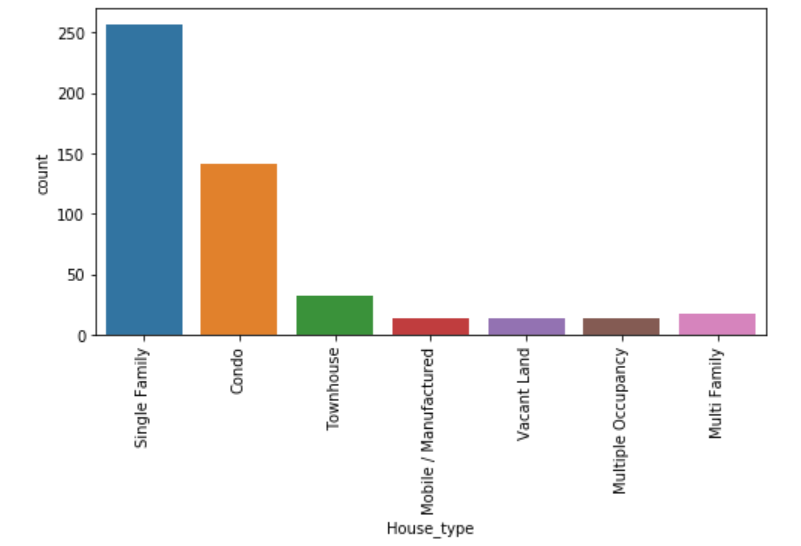 250
200
150
100
50
0
count
Single Family
Condo
Townhouse
Mobile / Manufactured
Vacant Land
Multiple Occupancy
Multi Family
House_type